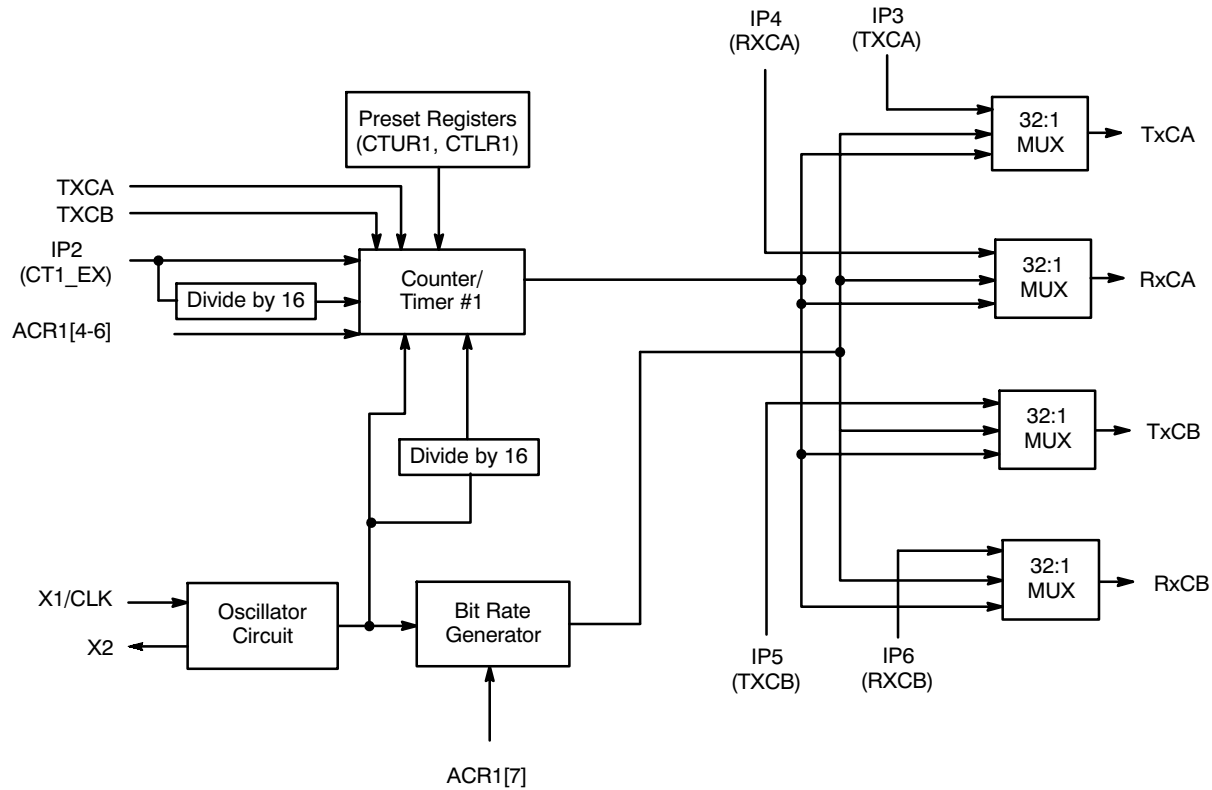 IP4
(RXCA)
IP3
(TXCA)
Preset Registers
(CTUR1, CTLR1)
32:1
MUX
TxCA
TXCA
TXCB
IP2
(CT1_EX)
Counter/
Timer #1
Divide by 16
ACR1[4-6]
32:1
MUX
RxCA
Divide by 16
32:1
MUX
TxCB
X1/CLK
X2
Oscillator
Circuit
Bit Rate
Generator
32:1
MUX
RxCB
IP5
(TXCB)
IP6
(RXCB)
ACR1[7]